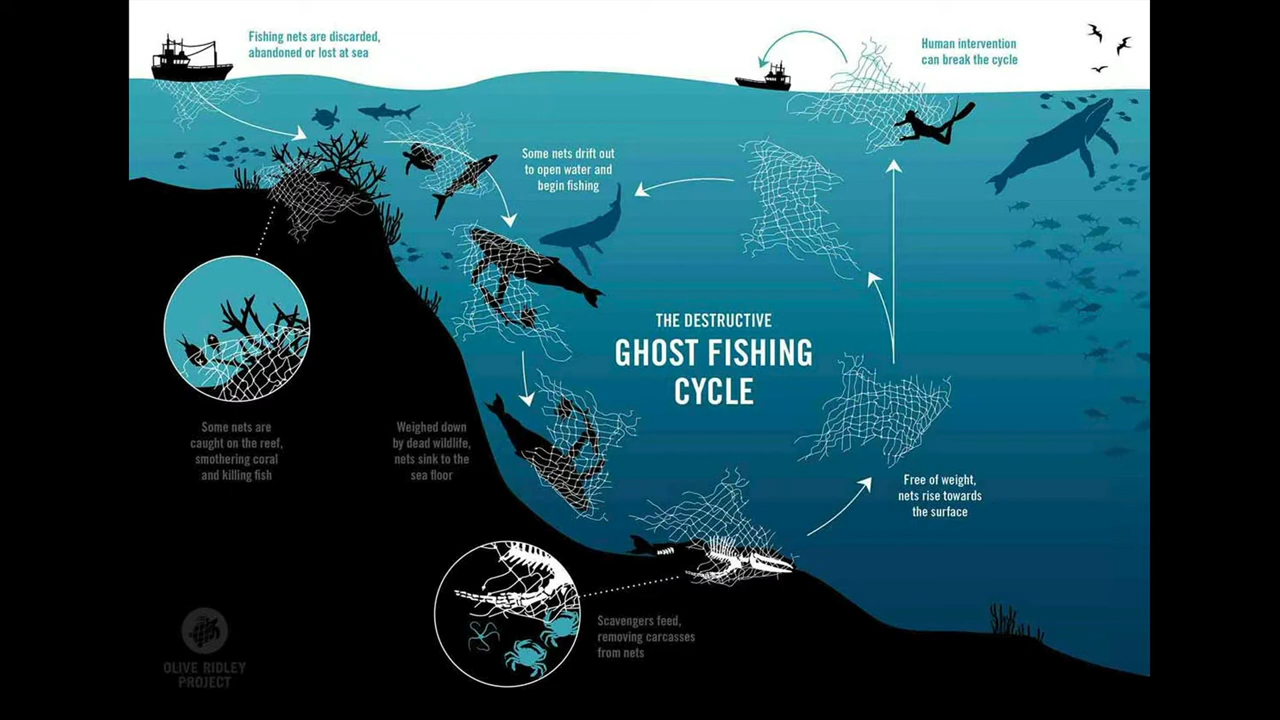 Fishing nets are discarded,
abandoned or lost at sea
Human intervention
can break the cycle
Some nets drift out
to open water and
begin fishing
THE DESTRUCTIVE
GHOST FISHING
CYCLE
Some nets are
caught on the reef,
smothering coral
and killing fish
Weighed down
by dead wildlife,
nets sink to the
sea floor
Free of weight,
nets rise towards
the surface
Scavengers feed,
removing carcasses
from nets
OLIVE RIDLEY
PROJECT